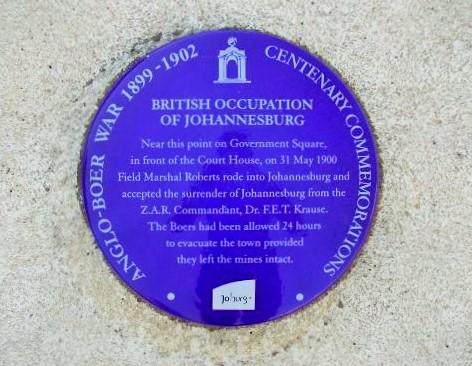 ANGLO-BOER WAR 1899-1902
CENTENARY COMMEMORATIONS
BRITISH OCCUPATION
OF JOHANNESBURG
Near this point on Government Square,
in front of the Court House, on 31 May 1900
Field Marshal Roberts rode into Johannesburg and
accepted the surrender of Johannesburg from the
Z.A.R. Commandant, Dr. F.E.T. Krause.
The Boers had been allowed 24 hours
to evacuate the town provided
they left the mines intact.
Joburg